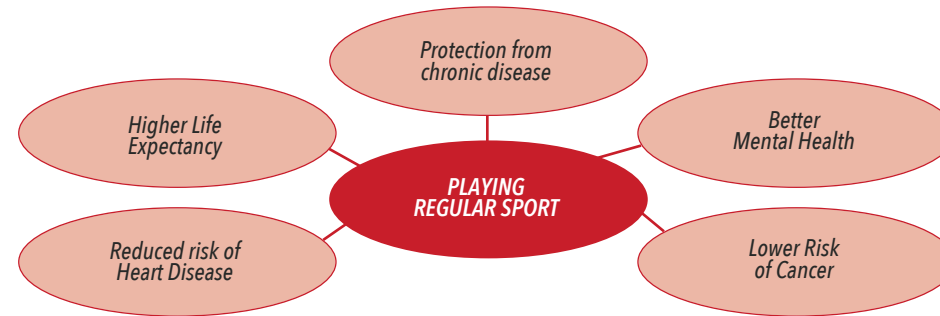 Protection from
chronic disease
Higher Life
Expectancy
Better
Mental Health
PLAYING
REGULAR SPORT
Reduced risk of
Heart Disease
Lower Risk
of Cancer